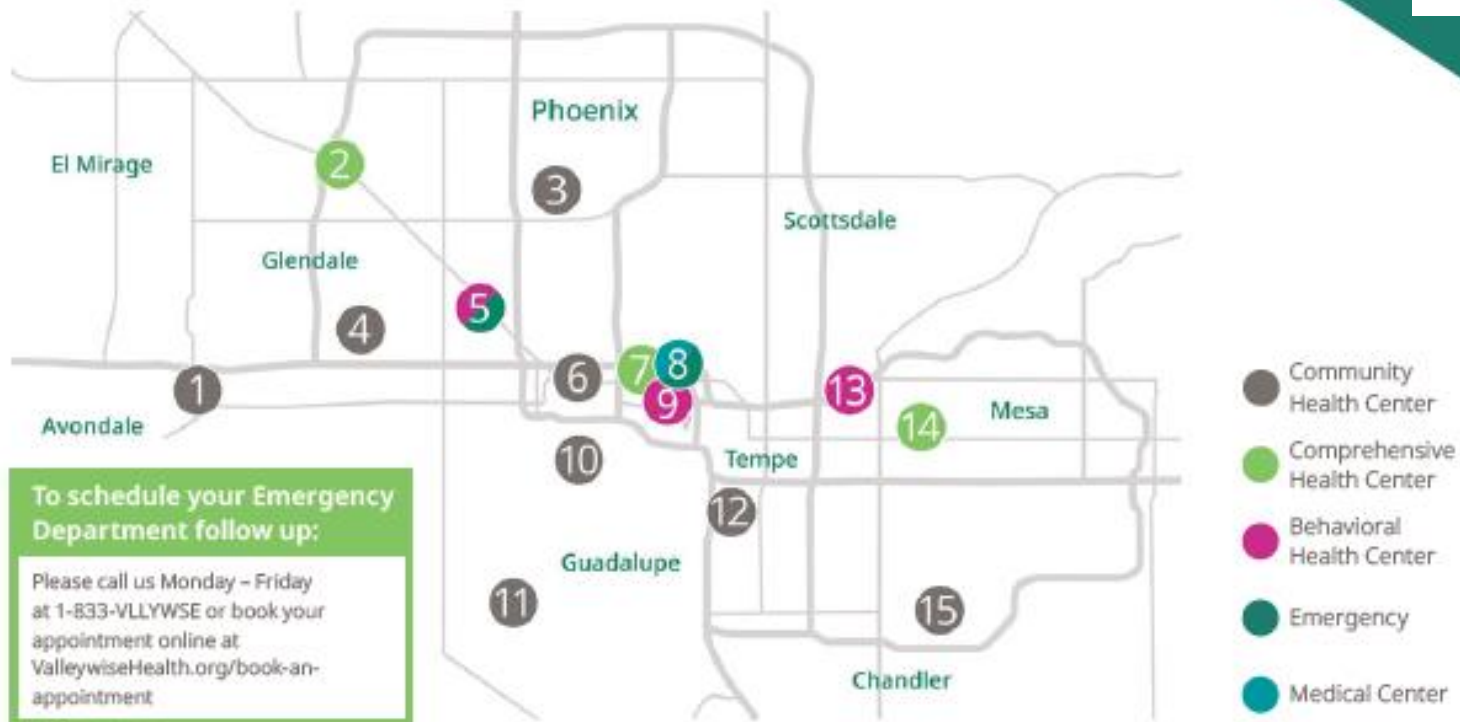 Phoenix
El Mirage
2
3
Scottsdale
Glendale
5
4
6
7
8
9
13
1
Avondale
Mesa
14
10
Tempe
12
Guadalupe
11
15
Chandler
To schedule your Emergency
Department follow up:
Please call us Monday – Friday
at 1-833-VLLYWSE or book your
appointment online at
ValleywiseHealth.org/book-an-
appointment
Community
Health Center
Comprehensive
Health Center
Behavioral
Health Center
Emergency
Medical Center